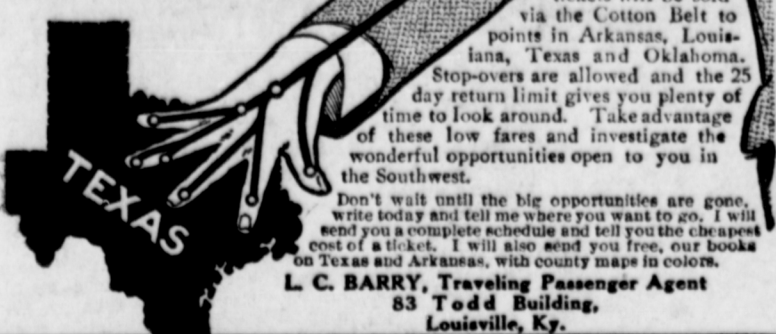 via the Cotton Belt to
points in Arkansas, Louis-
iana, Texas and Oklahoma.
Stop-overs are allowed and the 25
day return limit gives you plenty of
time to look around. Take advantage
of these low fares and investigate the
wonderful opportunities open to you in
the Southwest.
TEXAS
Don't wait until the big opportunities are gone,
write today and tell me where you want to go. I will
send you a complete schedule and tell you the cheapest
cost of a ticket. I will also send you free, our books
on Texas and Arkansas, with county maps in colors.
L. C. BARRY, Traveling Passenger Agent
83 Todd Building,
Louisville, Ky.